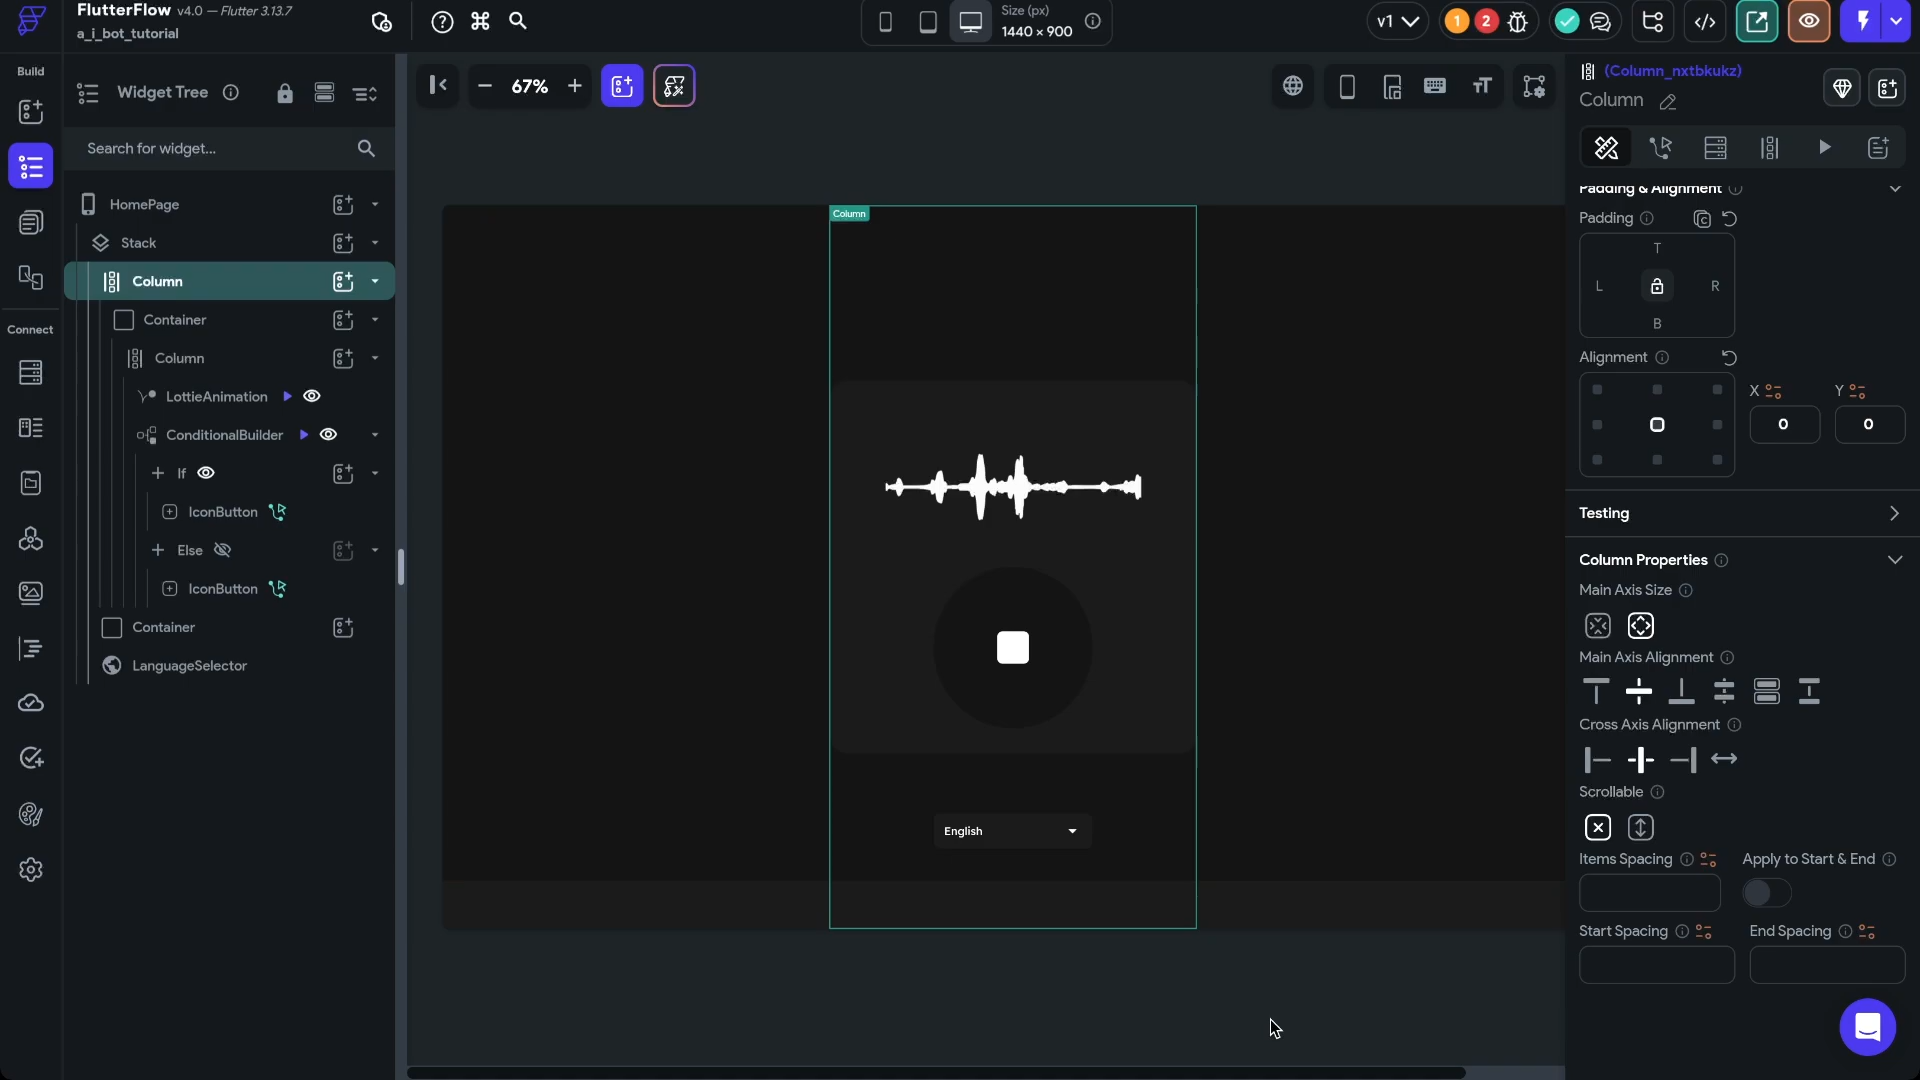 FlutterFlow v4.0 — Flutter 3.13.7
a_i_bot_tutorial
Size (px)
1440 × 900
v1
1
2
Build
Widget Tree
67%
(Column_nxtbkukz)
Column
Search for widget...
HomePage
Stack
Column
Container
Column
LottieAnimation
ConditionalBuilder
If
IconButton
Else
IconButton
Container
LanguageSelector
Connect
Column
English
Padding & Alignment
Padding
T
L
R
B
Alignment
X
Y
0
0
Testing
Column Properties
Main Axis Size
Main Axis Alignment
Cross Axis Alignment
Scrollable
Items Spacing
Apply to Start & End
Start Spacing
End Spacing